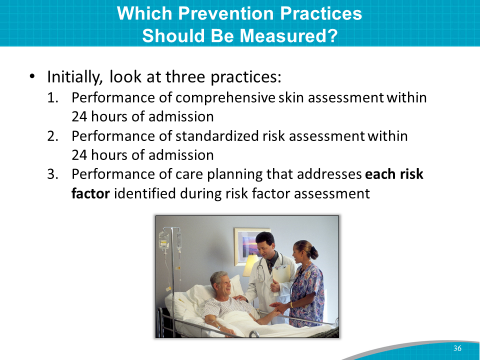 Which Prevention Practices
Should Be Measured?
• Initially, look at three practices:
1. Performance of comprehensive skin assessment within
24 hours of admission
2. Performance of standardized risk assessment within
24 hours of admission
3. Performance of care planning that addresses each risk
factor identified during risk factor assessment
36